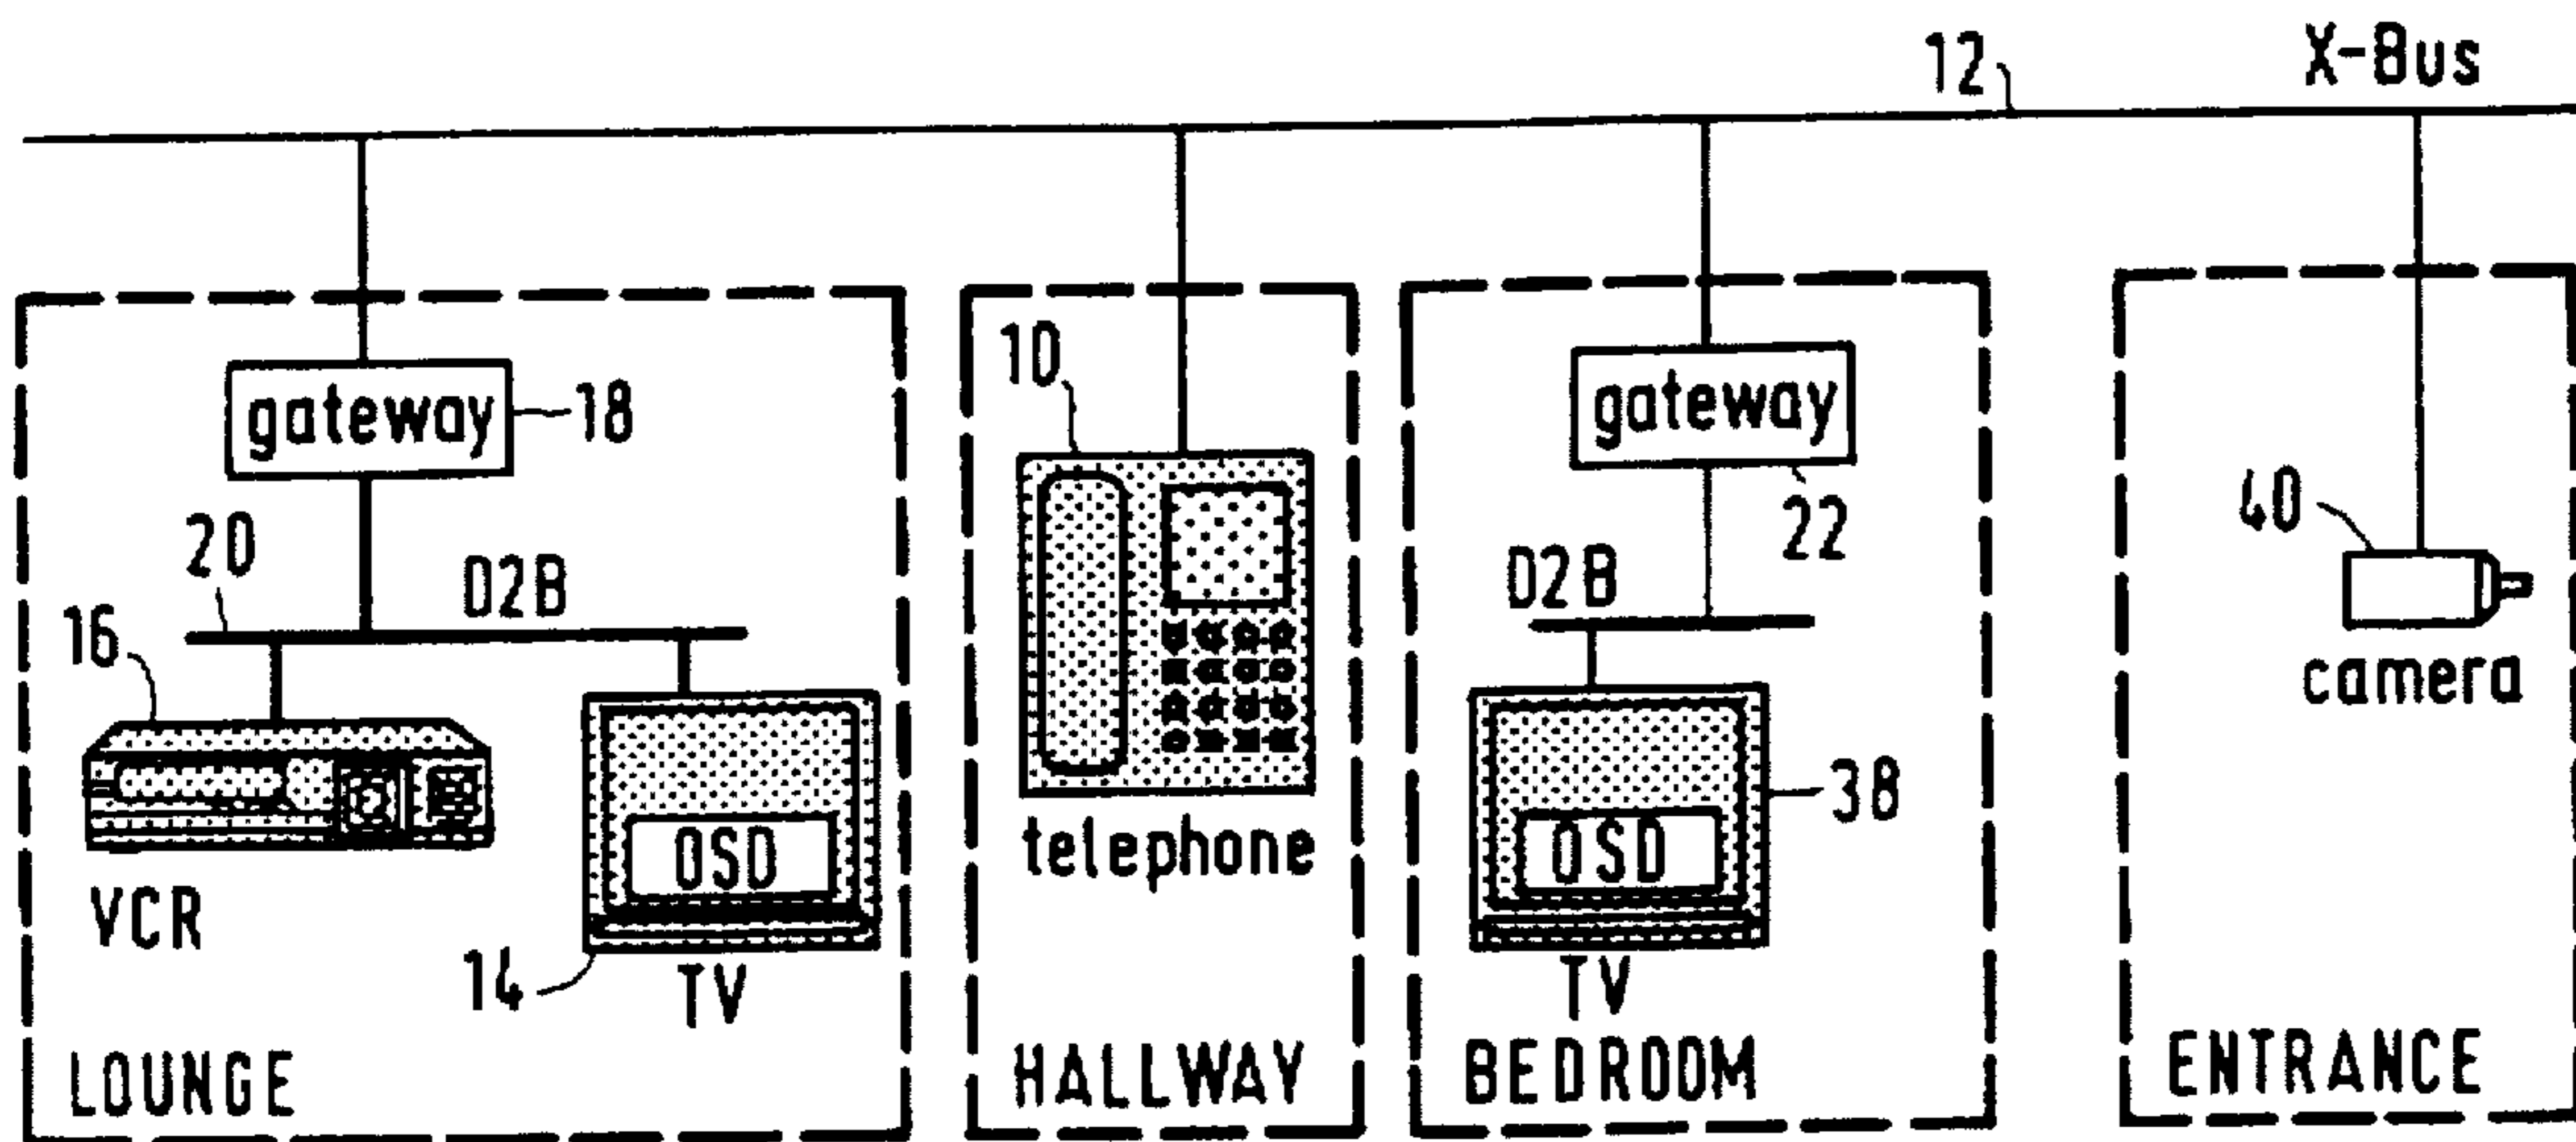 12 X-Bus
gateway 18
20 D2B
16
VCR
OSD
14 TV
LOUNGE
10
telephone
HALLWAY
gateway
22
D2B
OSD
38
TV
BEDROOM
40
camera
ENTRANCE